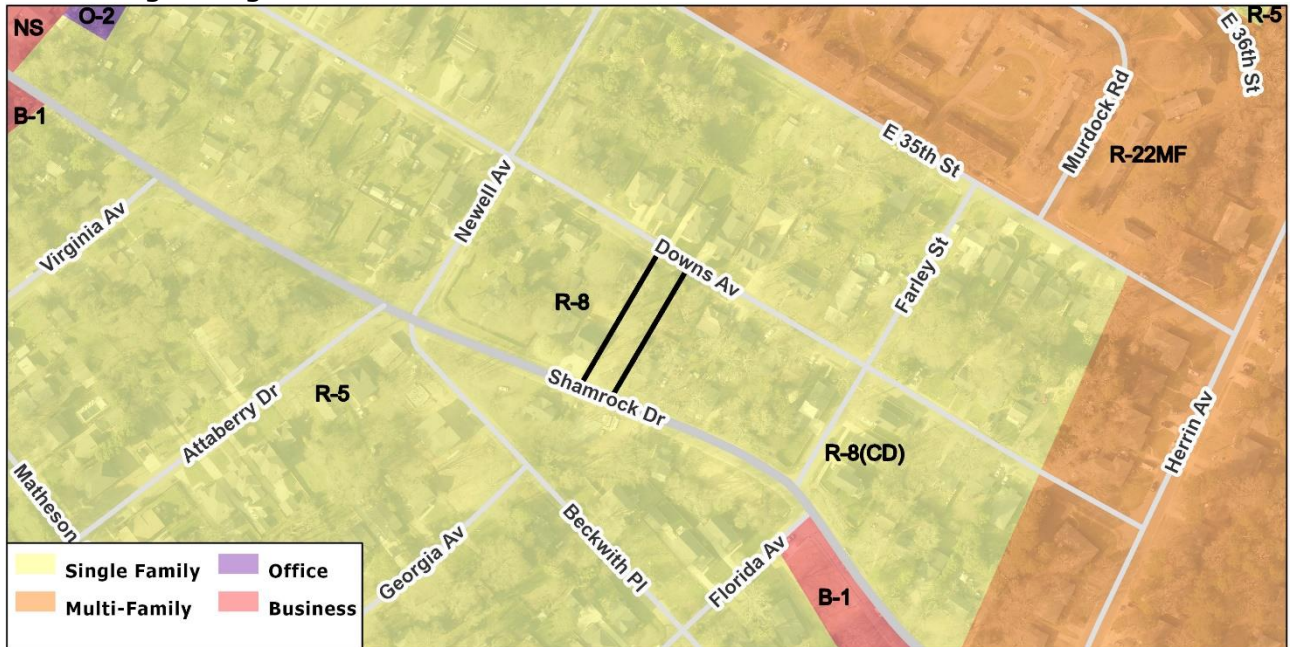 NS
O-2
R-5
E 36th St
B-1
E 35th St
Murdock Rd
R-22MF
Newell Av
Virginia Av
Downs Av
Farley St
R-8
Shamrock Dr
R-5
Attaberry Dr
Herrin Av
R-8(CD)
Matheson
Beckwith Pl
Georgia Av
Florida Av
B-1
Single Family
Office
Multi-Family
Business